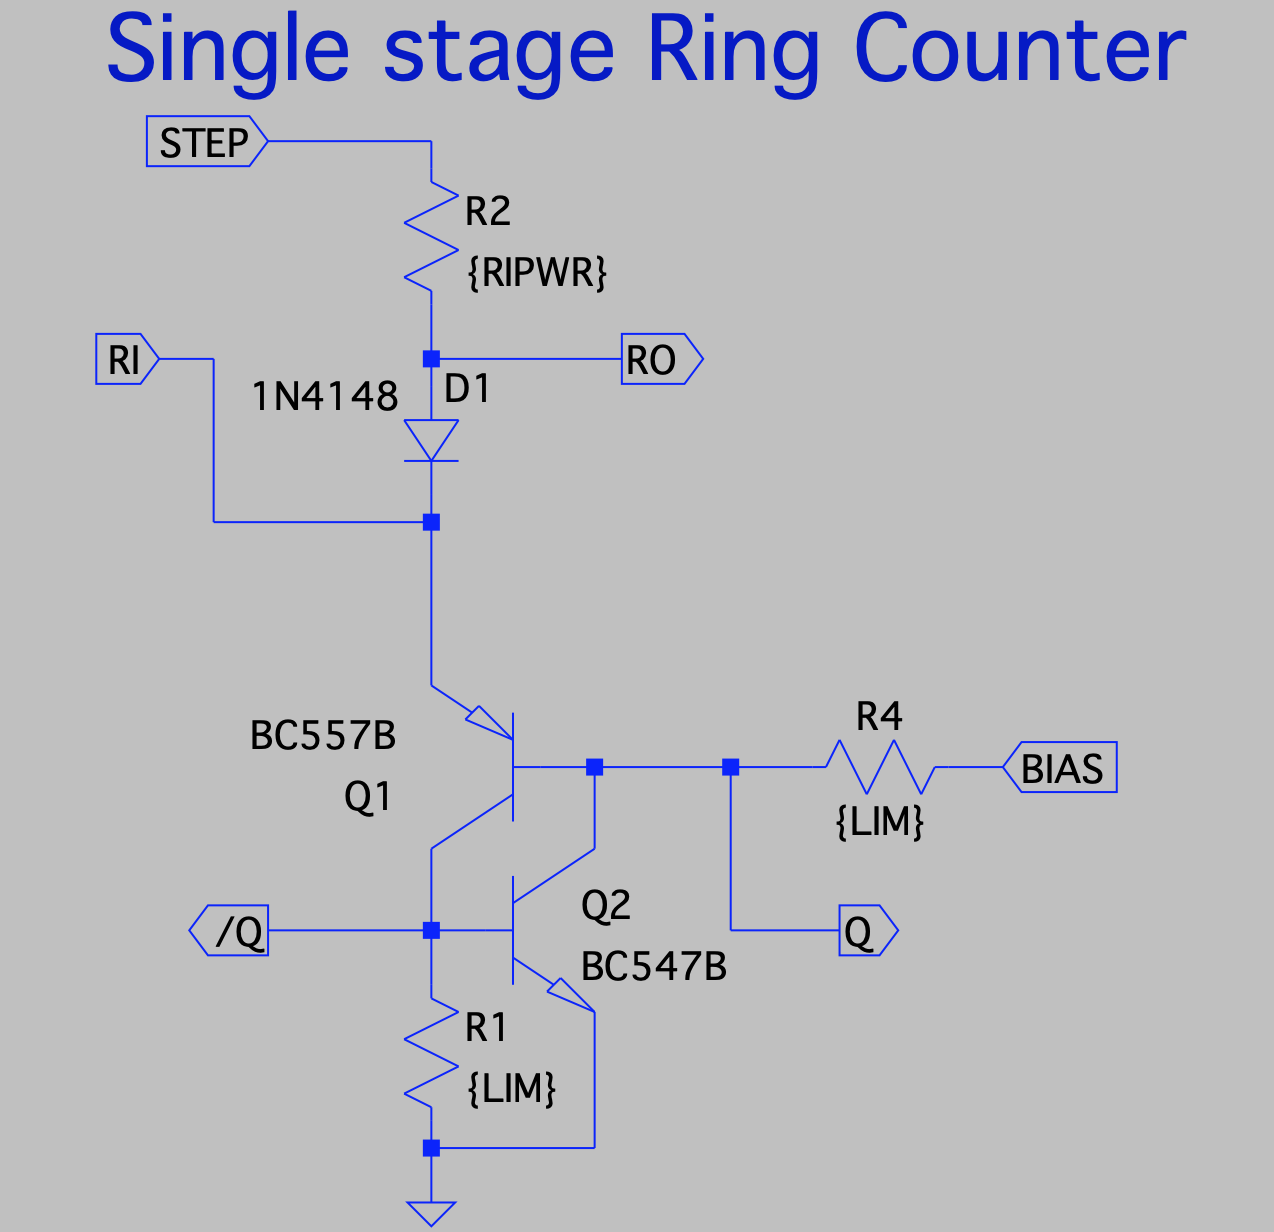 Single stage Ring Counter
STEP
R2
{RIPWR}
RI
RO
1N4148
D1
R4
BC557B
BIAS
Q1
{LIM}
Q2
/Q
Q
BC547B
R1
{LIM}